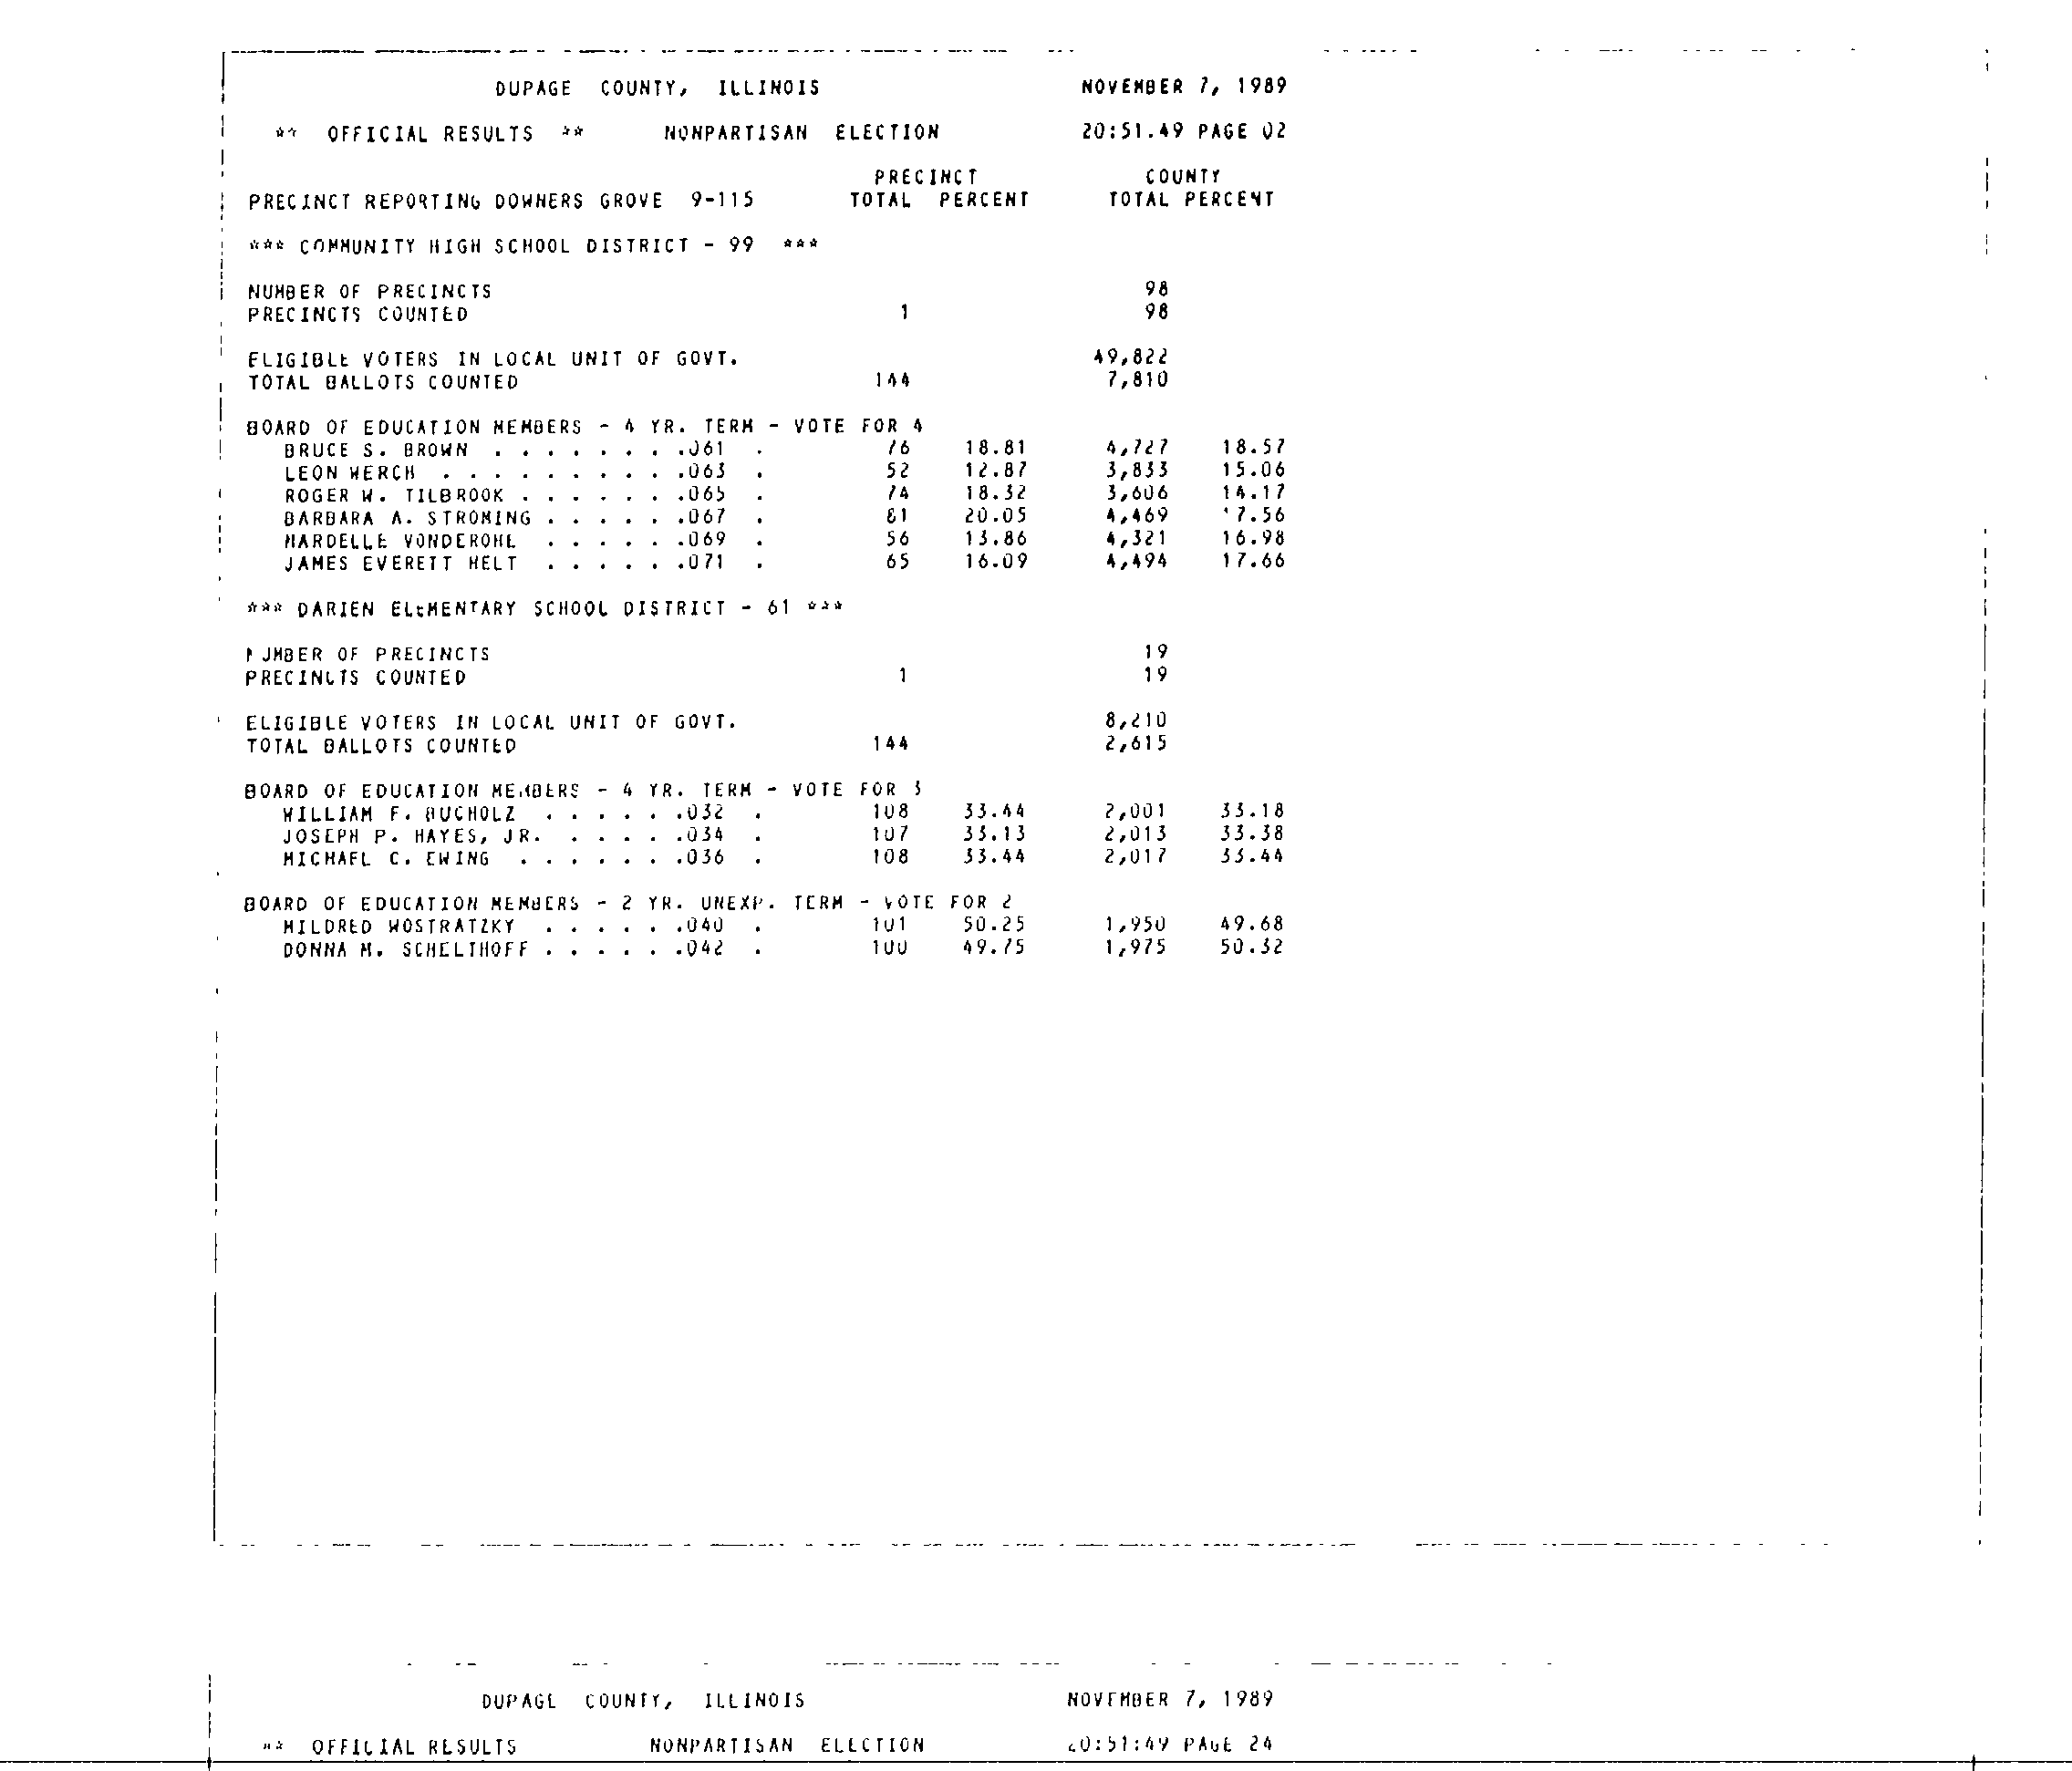 DUPAGE COUNTY, ILLINOIS NOVEMBER 7, 1989
** OFFICIAL RESULTS ** NONPARTISAN ELECTION 20:51.49 PAGE 02
PRECINCT COUNTY
PRECINCT REPORTING DOWNERS GROVE 9-115 TOTAL PERCENT TOTAL PERCENT
*** COMMUNITY HIGH SCHOOL DISTRICT - 99 ***
NUMBER OF PRECINCTS 98
PRECINCTS COUNTED 1 98
ELIGIBLE VOTERS IN LOCAL UNIT OF GOVT. 49,822
TOTAL BALLOTS COUNTED 144 7,810
BOARD OF EDUCATION MEMBERS - 4 YR. TERM - VOTE FOR 4
BRUCE S. BROWN . . . . . . . .061 . 76 18.81 4,727 18.57
LEON WERCH . . . . . . . . . .063 . 52 12.87 3,833 15.06
ROGER W. TILBROOK . . . . . . .065 . 74 18.32 3,606 14.17
BARBARA A. STROMING . . . . . .067 . 81 20.05 4,469 17.56
MARDELLE VONDEROHE . . . . . .069 . 56 13.86 4,321 16.98
JAMES EVERETT HELT . . . . . .071 . 65 16.09 4,494 17.66
*** DARIEN ELEMENTARY SCHOOL DISTRICT - 61 ***
NUMBER OF PRECINCTS 19
PRECINCTS COUNTED 1 19
ELIGIBLE VOTERS IN LOCAL UNIT OF GOVT. 8,210
TOTAL BALLOTS COUNTED 144 2,615
BOARD OF EDUCATION MEMBERS - 4 YR. TERM - VOTE FOR 3
WILLIAM F. BUCHOLZ . . . . . .032 . 108 33.44 2,001 33.18
JOSEPH P. HAYES, JR. . . . . .034 . 107 33.13 2,013 33.38
MICHAEL C. EWING . . . . . . .036 . 108 33.44 2,017 33.44
BOARD OF EDUCATION MEMBERS - 2 YR. UNEXP. TERM - VOTE FOR 2
MILDRED WOSTRATZKY . . . . . .040 . 101 50.25 1,950 49.68
DONNA M. SCHELTHOFF . . . . . .042 . 100 49.75 1,975 50.32
DUPAGE COUNTY, ILLINOIS NOVEMBER 7, 1989
** OFFICIAL RESULTS NONPARTISAN ELECTION 20:51:49 PAGE 24